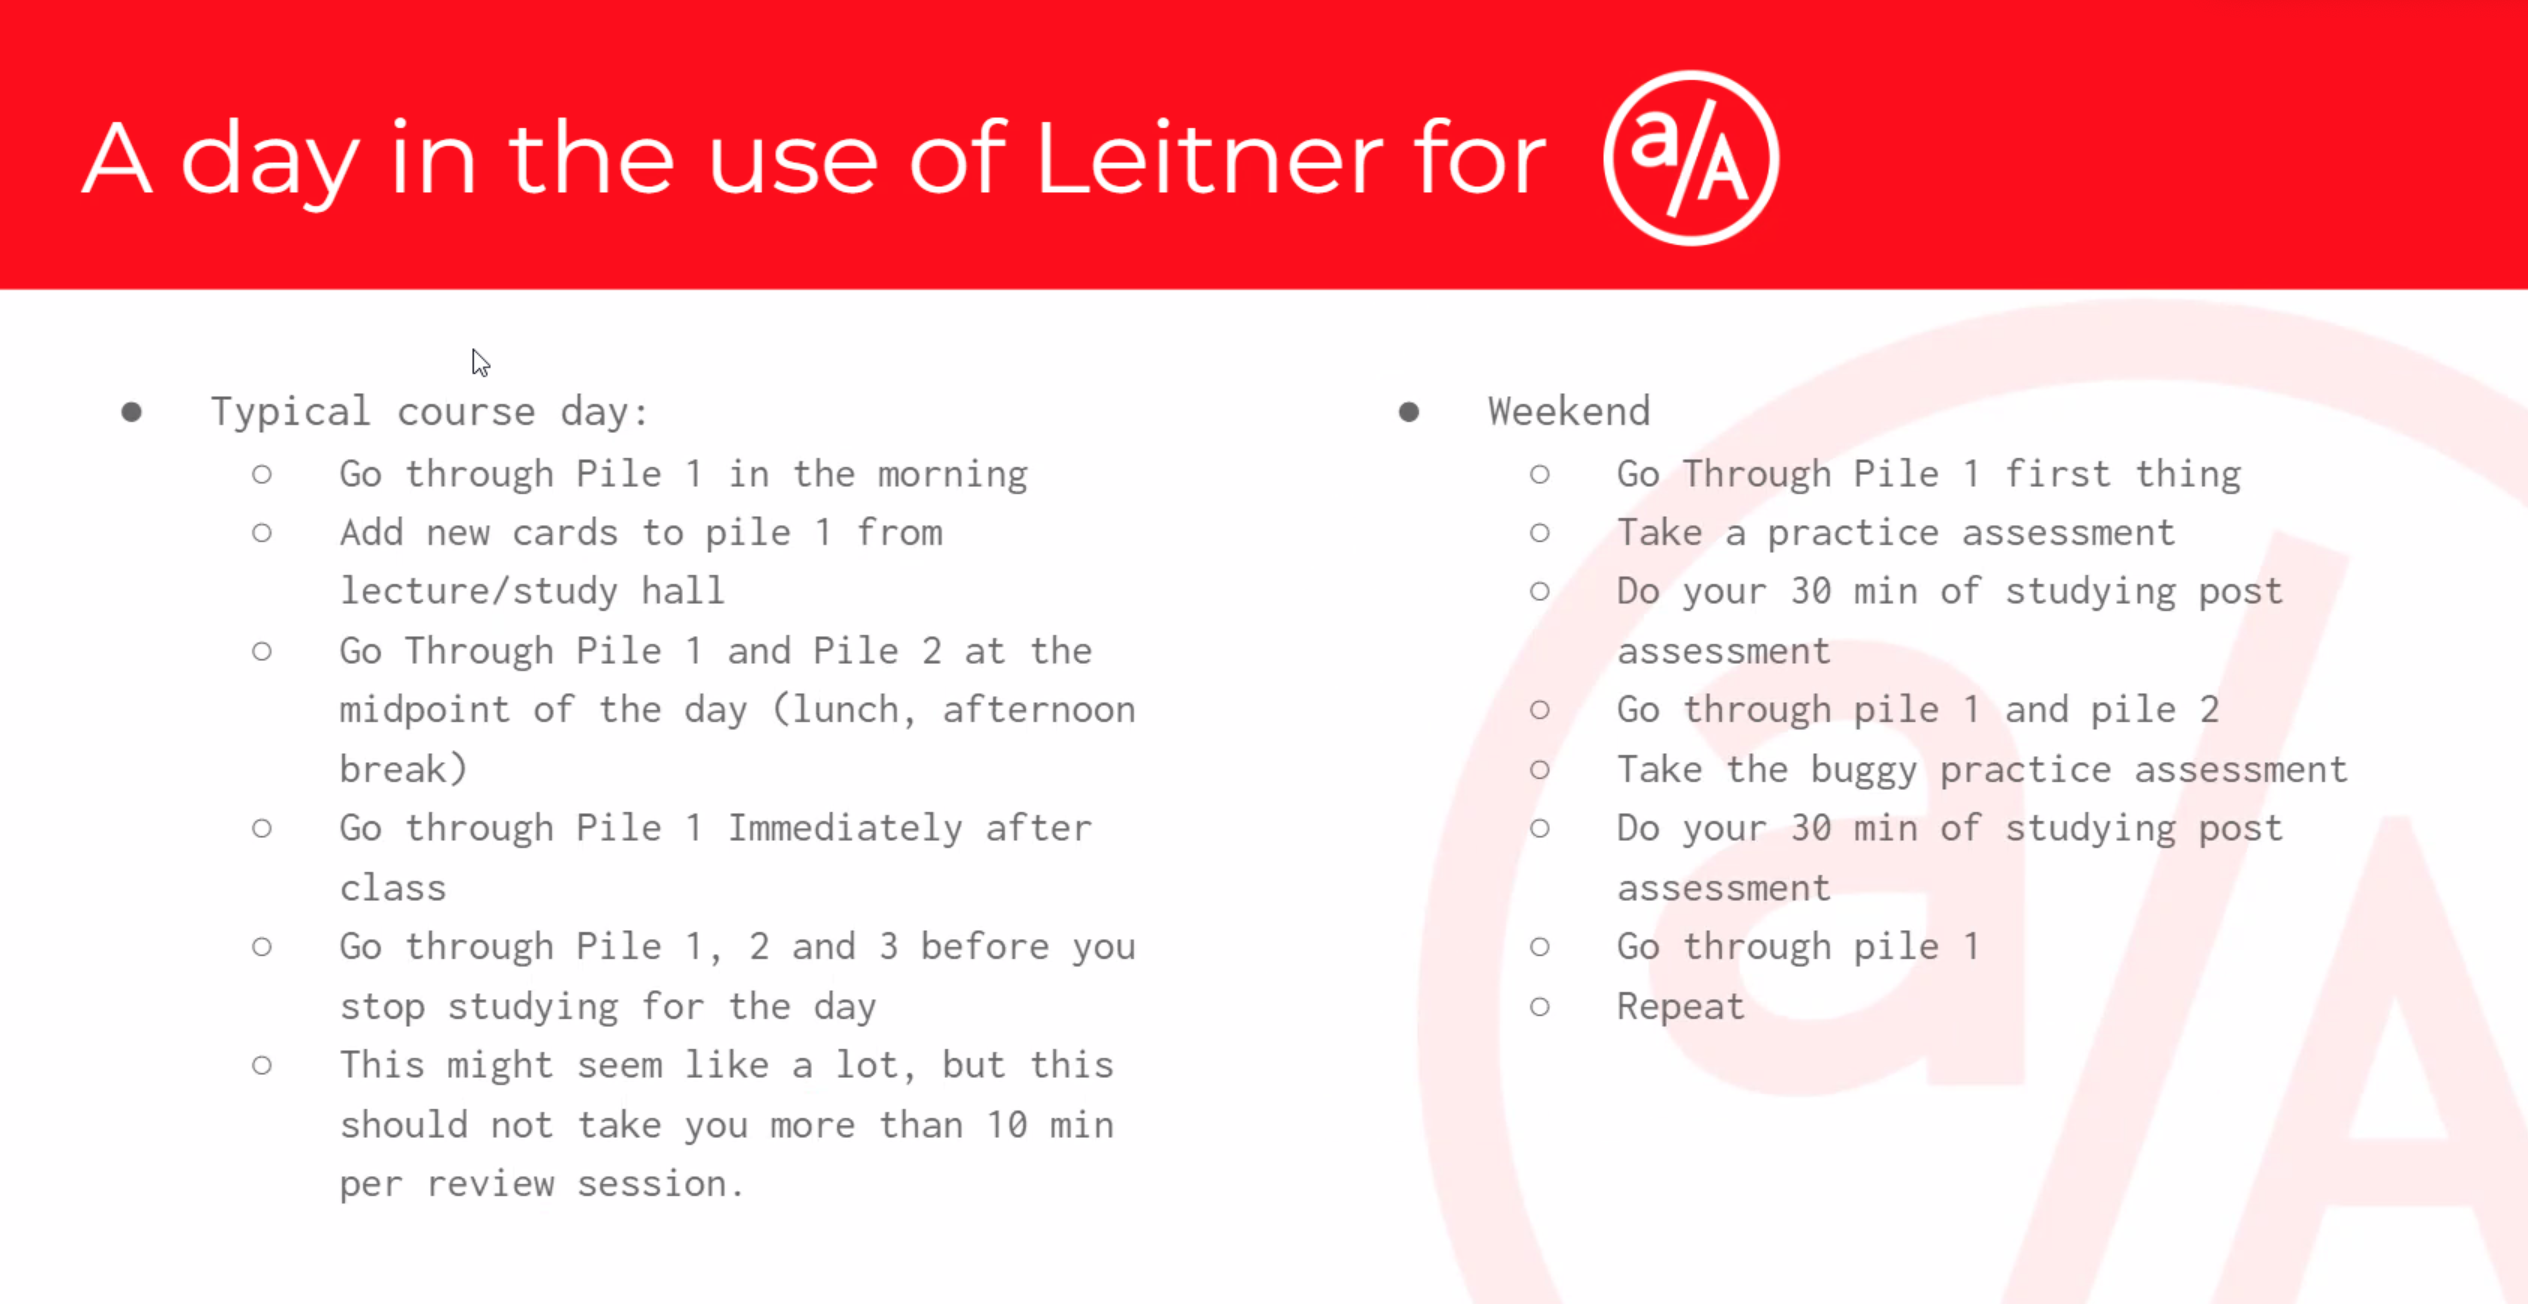 A day in the use of Leitner for a/A
Typical course day:
Go through Pile 1 in the morning
Add new cards to pile 1 from
lecture/study hall
Go Through Pile 1 and Pile 2 at the
midpoint of the day (lunch, afternoon
break)
Go through Pile 1 Immediately after
class
Go through Pile 1, 2 and 3 before you
stop studying for the day
This might seem like a lot, but this
should not take you more than 10 min
per review session.
Weekend
Go Through Pile 1 first thing
Take a practice assessment
Do your 30 min of studying post
assessment
Go through pile 1 and pile 2
Take the buggy practice assessment
Do your 30 min of studying post
assessment
Go through pile 1
Repeat
a/A